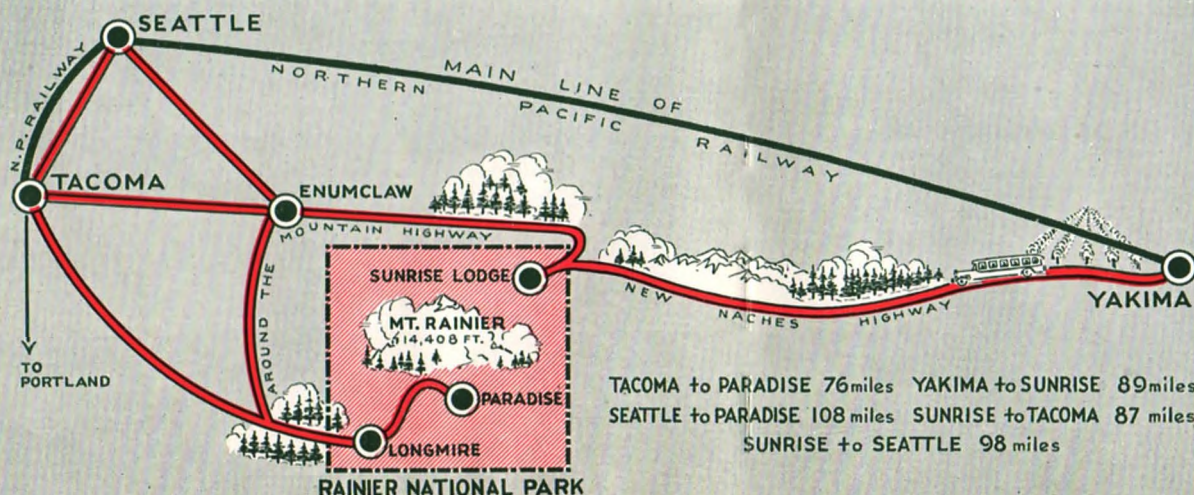 SEATTLE
N.P. RAILWAY
MAIN LINE OF
NORTHERN PACIFIC RAILWAY
TACOMA
ENUMCLAW
AROUND THE MOUNTAIN HIGHWAY
SUNRISE LODGE
NEW NACHES HIGHWAY
YAKIMA
MT. RAINIER
14,408 FT.
TO
PORTLAND
PARADISE
LONGMIRE
TACOMA to PARADISE 76 miles YAKIMA to SUNRISE 89 miles
SEATTLE to PARADISE 108 miles SUNRISE to TACOMA 87 miles
SUNRISE to SEATTLE 98 miles
RAINIER NATIONAL PARK